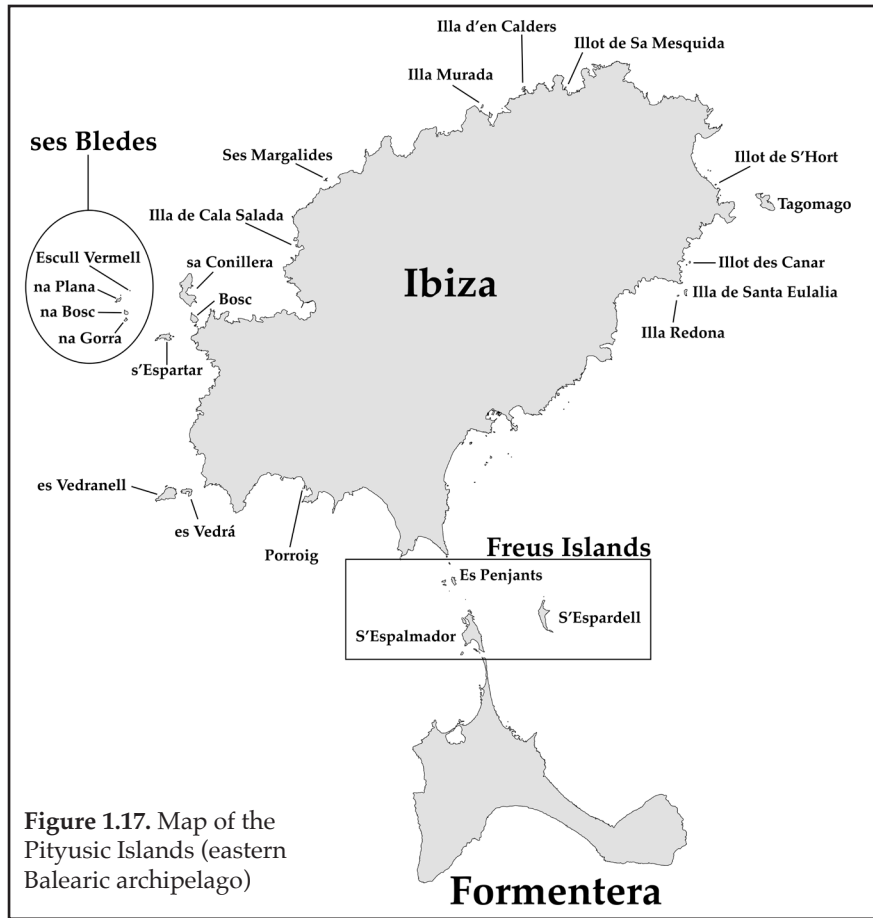 Illa d'en Calders
Illot de Sa Mesquida
Illa Murada
ses Bledes
Ses Margalides
Illot de S'Hort
Tagomago
Illa de Cala Salada
Escull Vermell
sa Conillera
Illot des Canar
na Plana
Bosc
Ibiza
Illa de Santa Eulalia
na Bosc
na Gorra
Illa Redona
s'Espartar
es Vedranell
es Vedrá
Porroig
Freus Islands
Es Penjants
S'Espardell
S'Espalmador
Figure 1.17. Map of the
Pityusic Islands (eastern
Balearic archipelago)
Formentera